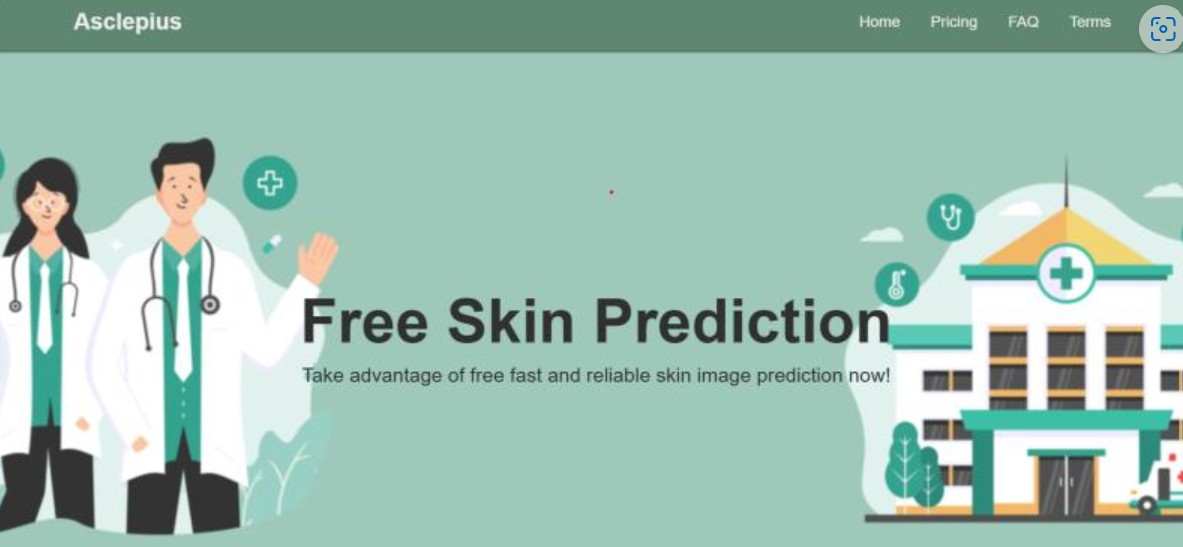 Asclepius
Home Pricing FAQ Terms
Free Skin Prediction
Take advantage of free fast and reliable skin image prediction now!